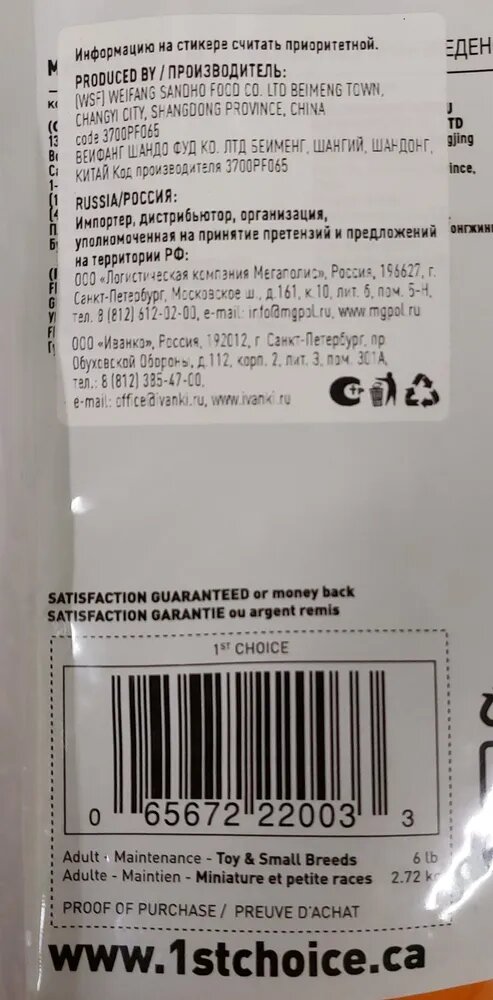 Информацию на стикере считать приоритетной.
PRODUCED BY / ПРОИЗВОДИТЕЛЬ:
(WSF) WEIFANG SANDHO FOOD CO. LTD BEIMENG TOWN,
CHANGYI CITY, SHANGDONG PROVINCE, CHINA
code 3700PF065
ВЕИФАНГ ШАНДО ФУД КО. ЛТД БЕИМЕНГ, ШАНГИЙ, ШАНДОНГ,
КИТАЙ Код производителя 3700PF065
RUSSIA/РОССИЯ:
Импортер, дистрибьютор, организация,
уполномоченная на принятие претензий и предложений
на территории РФ:
ООО «Логистическая компания Мегаполис», Россия, 196627, г.
Санкт-Петербург, Московское ш., д.161, к.10, лит. б, пом. 5-Н,
тел. 8 (812) 612-02-00, e-mail: info@mgpol.ru, www.mgpol.ru
ООО «Иванко», Россия, 192012, г. Санкт-Петербург, пр
Обуховской Обороны, д.112, корп. 2, лит. З, пом. 301А,
тел.: 8 (812) 385-47-00,
e-mail: office@ivanki.ru, www.ivanki.ru
SATISFACTION GUARANTEED or money back
SATISFACTION GARANTIE ou argent remis
1ST CHOICE
0 65672 22003 3
Adult - Maintenance - Toy & Small Breeds 6 lb
Adulte - Maintien - Miniature et petite races 2.72 kg
PROOF OF PURCHASE / PREUVE D'ACHAT
www.1stchoice.ca